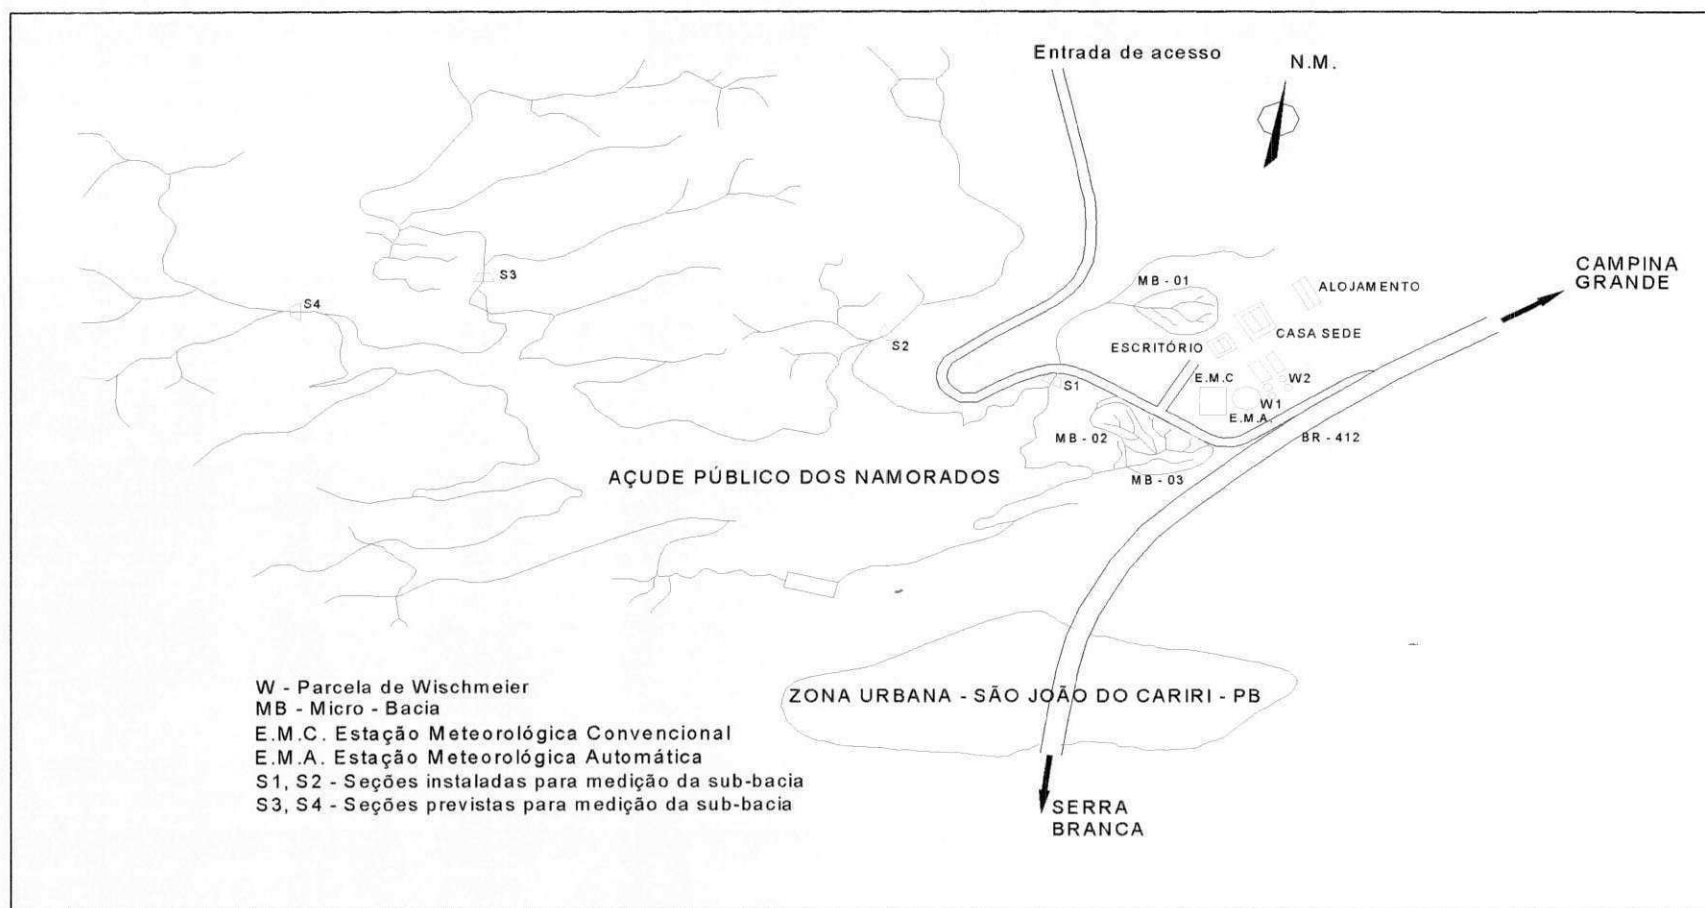 Entrada de acesso
N.M.
CAMPINA
GRANDE
S3
MB - 01
ALOJAMENTO
S4
CASA SEDE
S2
ESCRITÓRIO
S1
E.M.C
W2
W1
E.M.A.
MB - 02
BR - 412
AÇUDE PÚBLICO DOS NAMORADOS
MB - 03
ZONA URBANA - SÃO JOÃO DO CARIRI - PB
W - Parcela de Wischmeier
MB - Micro - Bacia
E.M.C. Estação Meteorológica Convencional
E.M.A. Estação Meteorológica Automática
S1, S2 - Seções instaladas para medição da sub-bacia
S3, S4 - Seções previstas para medição da sub-bacia
SERRA
BRANCA